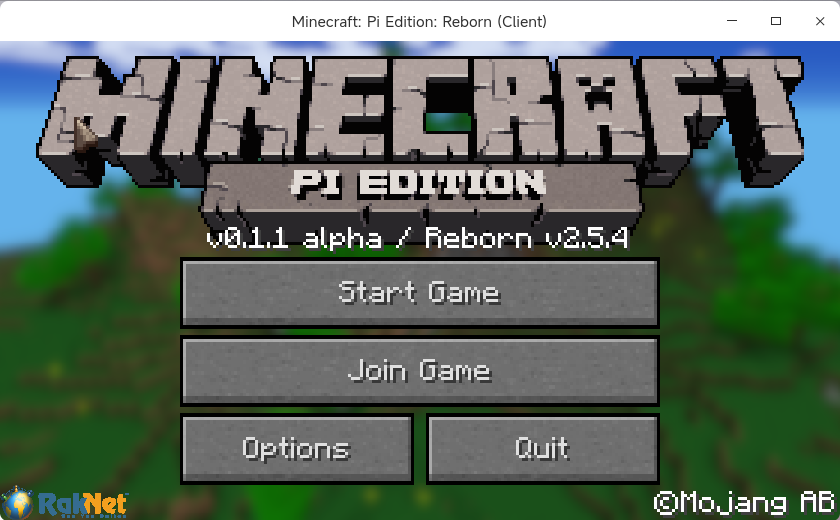 Minecraft: Pi Edition: Reborn (Client)
MINECRAFT
PI EDITION
v0.1.1 alpha / Reborn v2.5.4
Start Game
Join Game
Options
Quit
RakNet
©Mojang AB